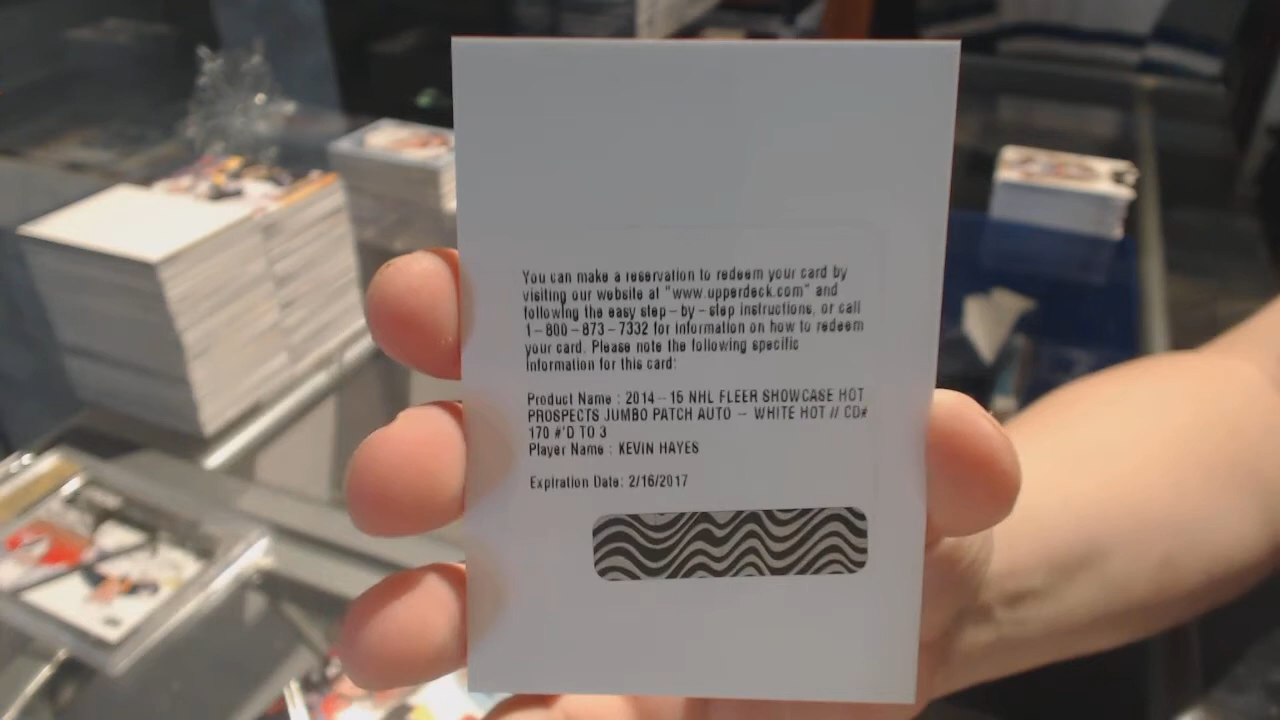 You can make a reservation to redeem your card by
visiting our website at "www.upperdeck.com" and
following the easy step-by-step instructions, or call
1-800-873-7332 for information on how to redeem
your card. Please note the following specific
information for this card:
Product Name : 2014-15 NHL FLEER SHOWCASE HOT
PROSPECTS JUMBO PATCH AUTO -- WHITE HOT // CD#
170 #'D TO 3
Player Name : KEVIN HAYES
Expiration Date: 2/16/2017